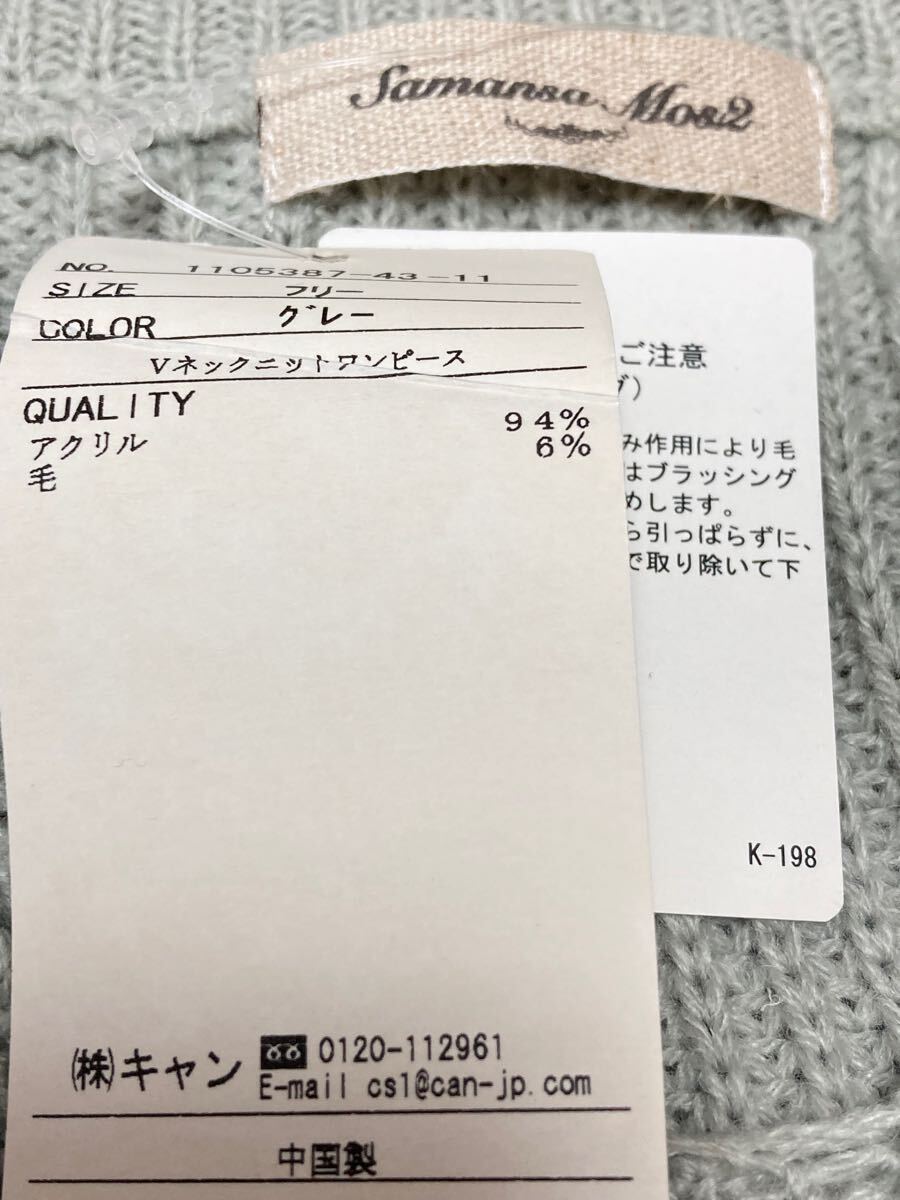 Samansa Mos2
NO. 1105387-43-11
SIZE フリー
COLOR グレー
Vネックニットワンピース
QUALITY
アクリル 94%
毛 6%
(株)キャン 0120-112961
E-mail cs1@can-jp.com
中国製
ご注意
グ)
み作用により毛
はブラッシング
めします。
ら引っぱらずに、
で取り除いて下
K-198